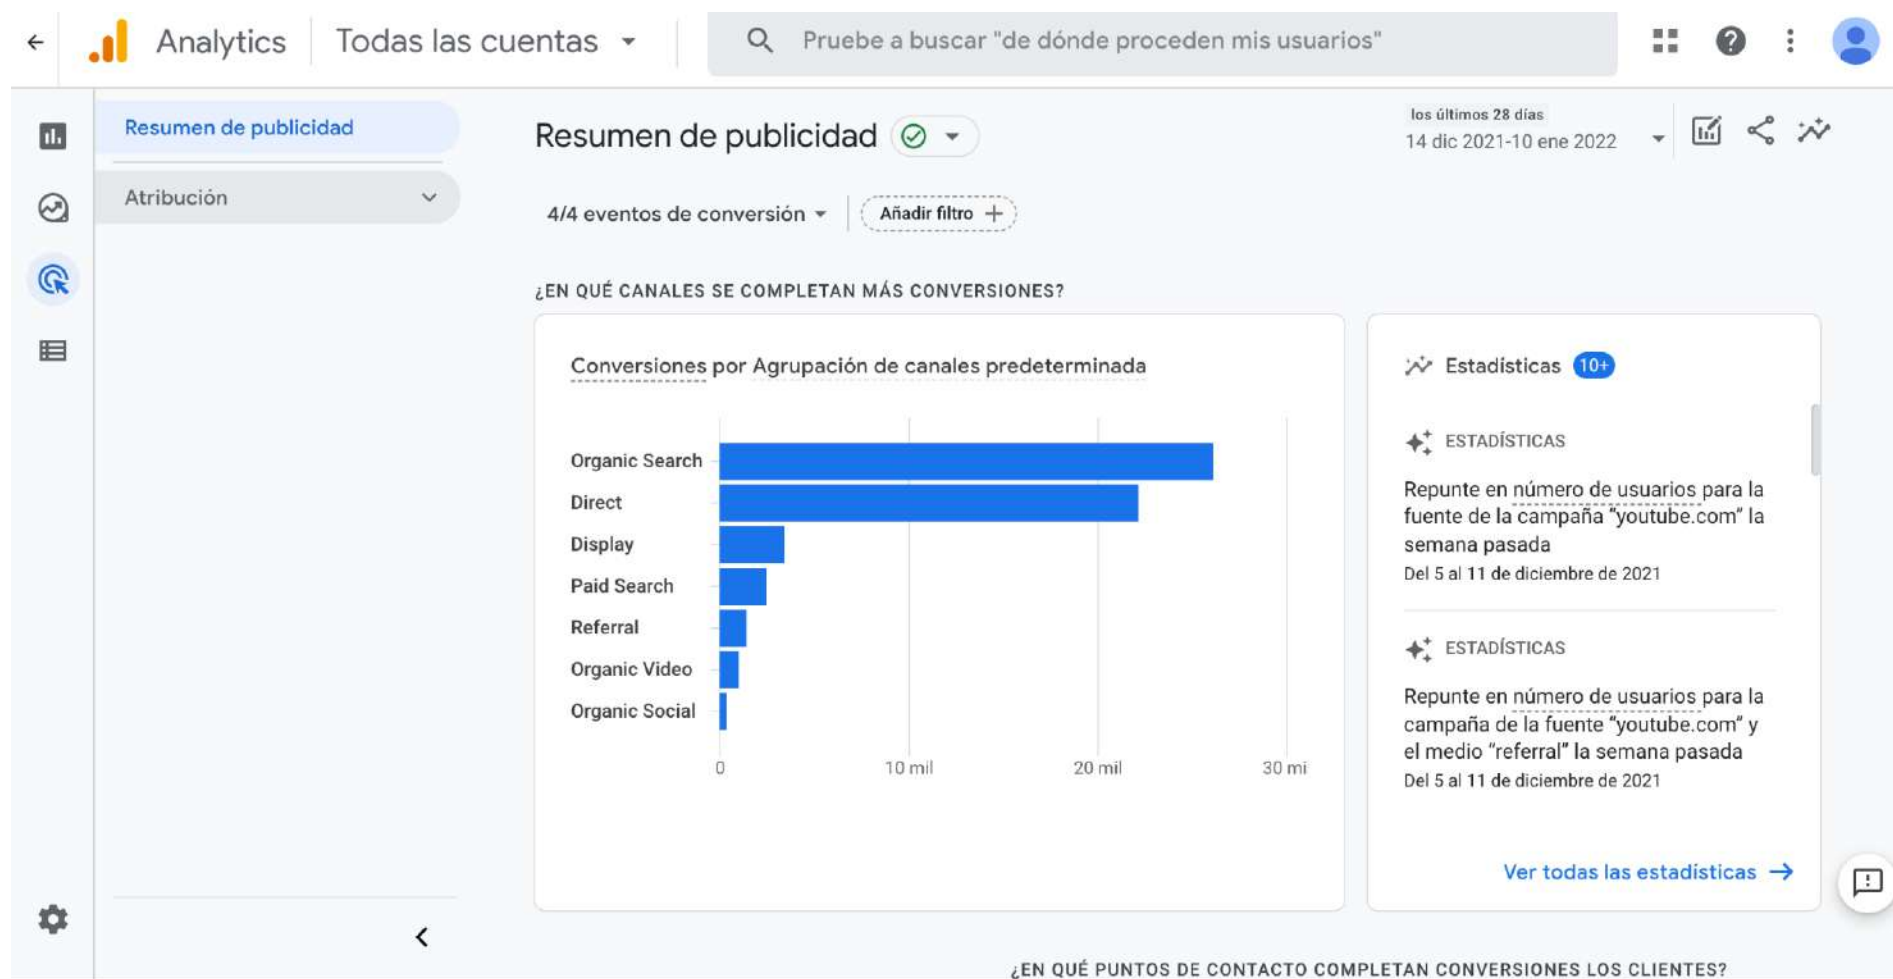 Analytics
Todas las cuentas
Pruebe a buscar "de dónde proceden mis usuarios"
Resumen de publicidad
Atribución
Resumen de publicidad
los últimos 28 días
14 dic 2021-10 ene 2022
4/4 eventos de conversión
Añadir filtro
¿EN QUÉ CANALES SE COMPLETAN MÁS CONVERSIONES?
Conversiones por Agrupación de canales predeterminada
Organic Search
Direct
Display
Paid Search
Referral
Organic Video
Organic Social
0
10 mil
20 mil
30 mi
Estadísticas 10+
ESTADÍSTICAS
Repunte en número de usuarios para la
fuente de la campaña “youtube.com” la
semana pasada
Del 5 al 11 de diciembre de 2021
ESTADÍSTICAS
Repunte en número de usuarios para la
campaña de la fuente “youtube.com” y
el medio “referral” la semana pasada
Del 5 al 11 de diciembre de 2021
Ver todas las estadísticas
¿EN QUÉ PUNTOS DE CONTACTO COMPLETAN CONVERSIONES LOS CLIENTES?